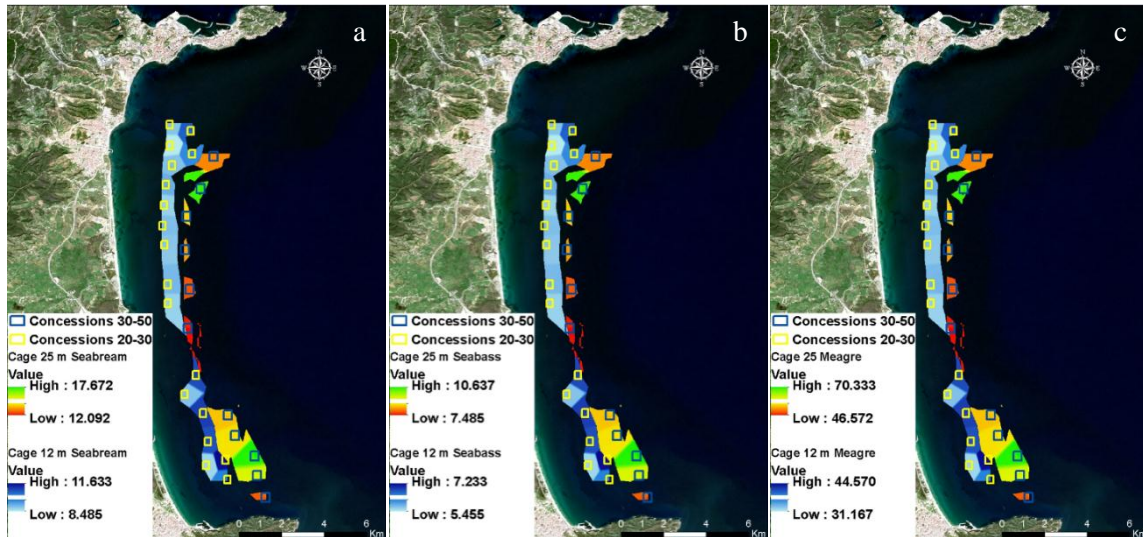 a
N
W E
S
Concessions 30-50
Concessions 20-30
Cage 25 m Seabream
Value
High : 17.672
Low : 12.092
Cage 12 m Seabream
Value
High : 11.633
Low : 8.485
0 1 2 4 6
Km
b
N
W E
S
Concessions 30-50
Concessions 20-30
Cage 25 m Seabass
Value
High : 10.637
Low : 7.485
Cage 12 m Seabass
Value
High : 7.233
Low : 5.455
0 1 2 4 6
Km
c
N
W E
S
Concessions 30-50
Concessions 20-30
Cage 25 Meagre
Value
High : 70.333
Low : 46.572
Cage 12 m Meagre
Value
High : 44.570
Low : 31.167
0 1 2 4 6
Km